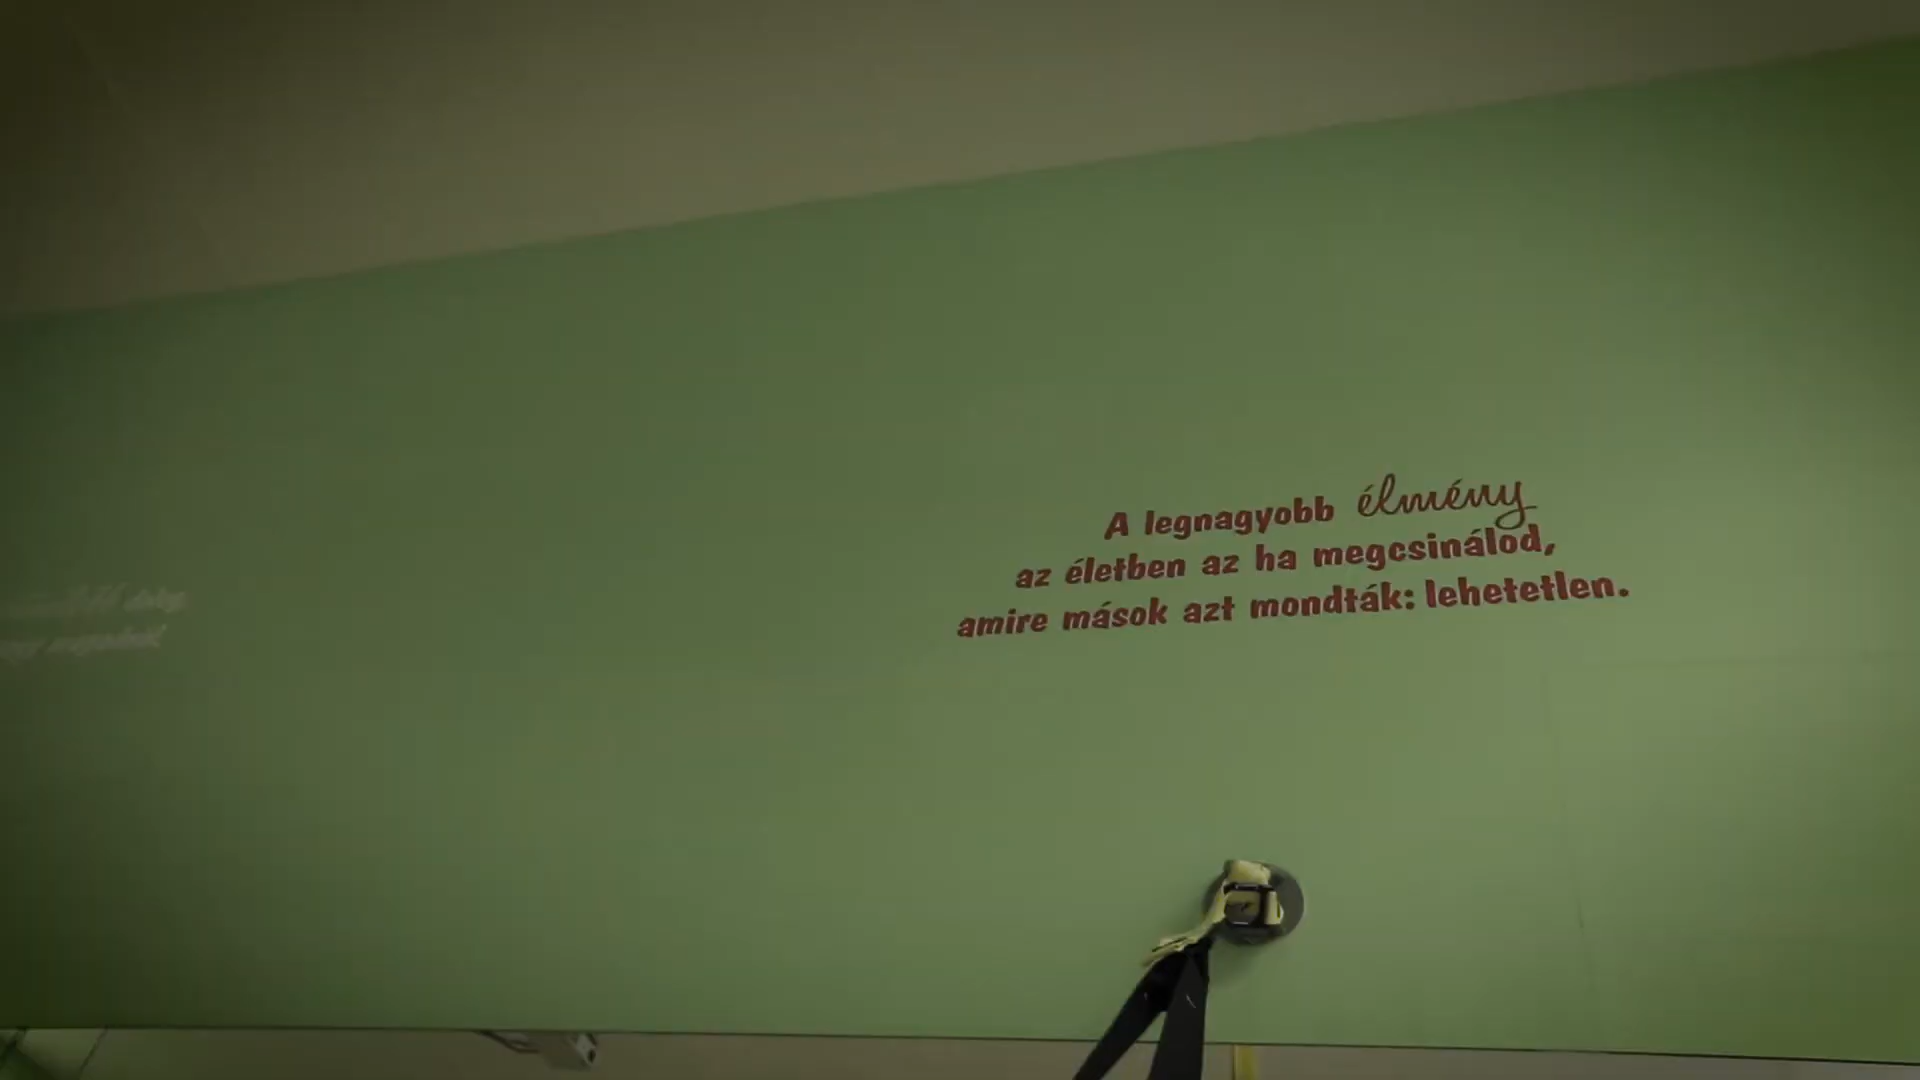 A legnagyobb élmény
az életben az ha megcsinálod,
amire mások azt mondták: lehetetlen.